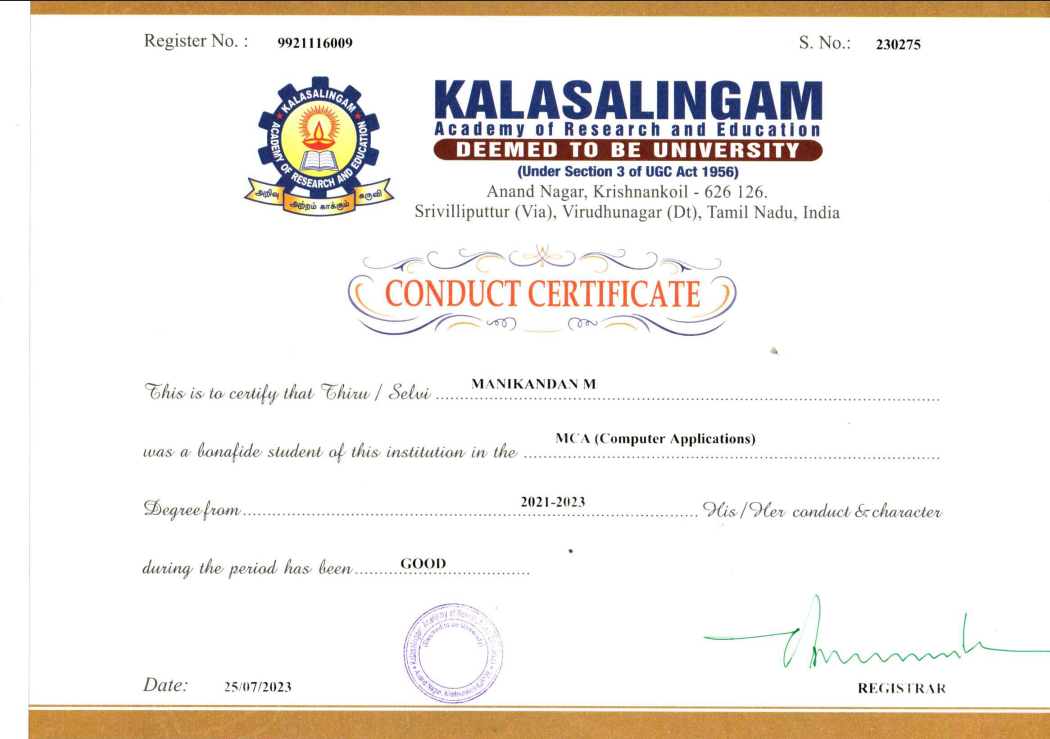 Register No. : 9921116009 S. No.: 230275
KALASALINGAM
ACADEMY OF RESEARCH AND EDUCATION
அறிவு அற்றம் காக்கும் கருவி
KALASALINGAM
Academy of Research and Education
DEEMED TO BE UNIVERSITY
(Under Section 3 of UGC Act 1956)
Anand Nagar, Krishnankoil - 626 126.
Srivilliputtur (Via), Virudhunagar (Dt), Tamil Nadu, India
CONDUCT CERTIFICATE
This is to certify that Thiru / Selvi MANIKANDAN M
was a bonafide student of this institution in the MCA (Computer Applications)
Degree from 2021-2023 His/Her conduct & character
during the period has been GOOD
Kalasalingam Academy of Research and Education
(Deemed to be University)
Anand Nagar, Krishnankoil
Date: 25/07/2023
REGISTRAR